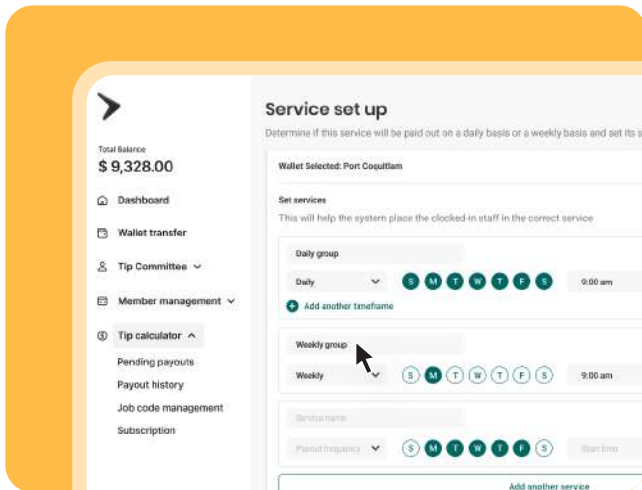 Service set up
Determine if this service will be paid out on a daily basis or a weekly basis and set its s
Total Balance
$ 9,328.00
Wallet Selected: Port Coquitlam
Dashboard
Set services
This will help the system place the clocked-in staff in the correct service
Wallet transfer
Daily group
Tip Committee
Daily S M T W T F S 9:00 am
Member management
Add another timeframe
Tip calculator
Weekly group
Pending payouts
Weekly S M T W T F S 9:00 am
Payout history
Job code management
Service name
Subscription
Payout frequency S M T W T F S Start time
Add another service